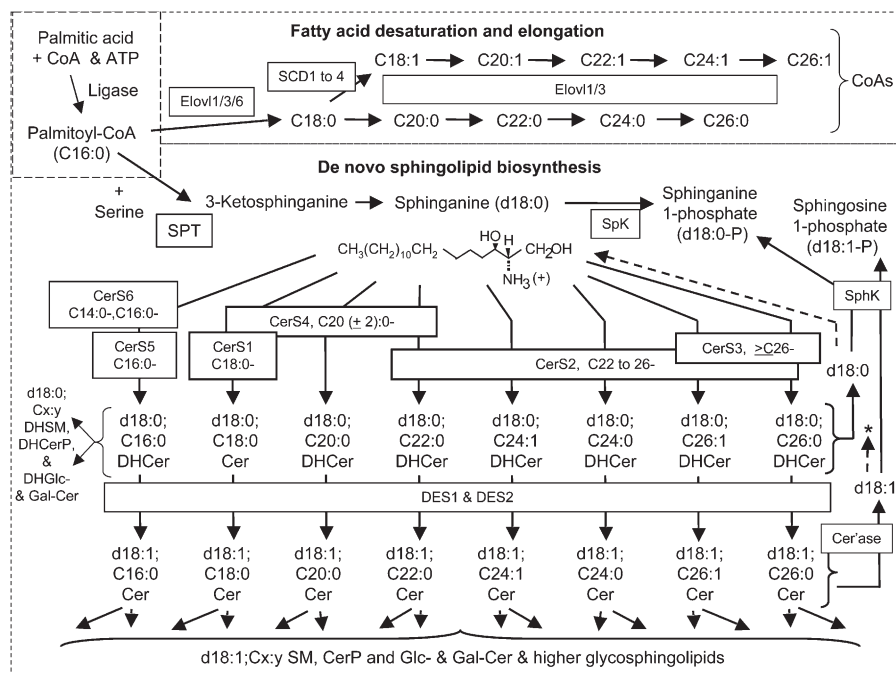 Fatty acid desaturation and elongation
Palmitic acid
+ CoA & ATP
Ligase
Palmitoyl-CoA
(C16:0)
Elovl1/3/6
SCD1 to 4
C18:1 C20:1 C22:1 C24:1 C26:1
Elovl1/3
CoAs
C18:0 C20:0 C22:0 C24:0 C26:0
De novo sphingolipid biosynthesis
+
Serine
SPT
3-Ketosphinganine
Sphinganine (d18:0)
SpK
Sphinganine
1-phosphate
(d18:0-P)
Sphingosine
1-phosphate
(d18:1-P)
CH3(CH2)10CH2
HO H
CH2OH
NH3(+)
SphK
CerS6
C14:0-,C16:0-
CerS5
C16:0-
CerS1
C18:0-
CerS4, C20 (± 2):0-
CerS2, C22 to 26-
CerS3, ≥C26-
d18:0
d18:0;
Cx:y
DHSM,
DHCerP,
&
DHGlc-
& Gal-Cer
d18:0; d18:0; d18:0; d18:0; d18:0; d18:0; d18:0; d18:0;
C16:0 C18:0 C20:0 C22:0 C24:1 C24:0 C26:1 C26:0
DHCer Cer DHCer DHCer DHCer DHCer DHCer DHCer
*
DES1 & DES2
d18:1
Cer'ase
d18:1; d18:1; d18:1; d18:1; d18:1; d18:1; d18:1; d18:1;
C16:0 C18:0 C20:0 C22:0 C24:1 C24:0 C26:1 C26:0
Cer Cer Cer Cer Cer Cer Cer Cer
d18:1;Cx:y SM, CerP and Glc- & Gal-Cer & higher glycosphingolipids